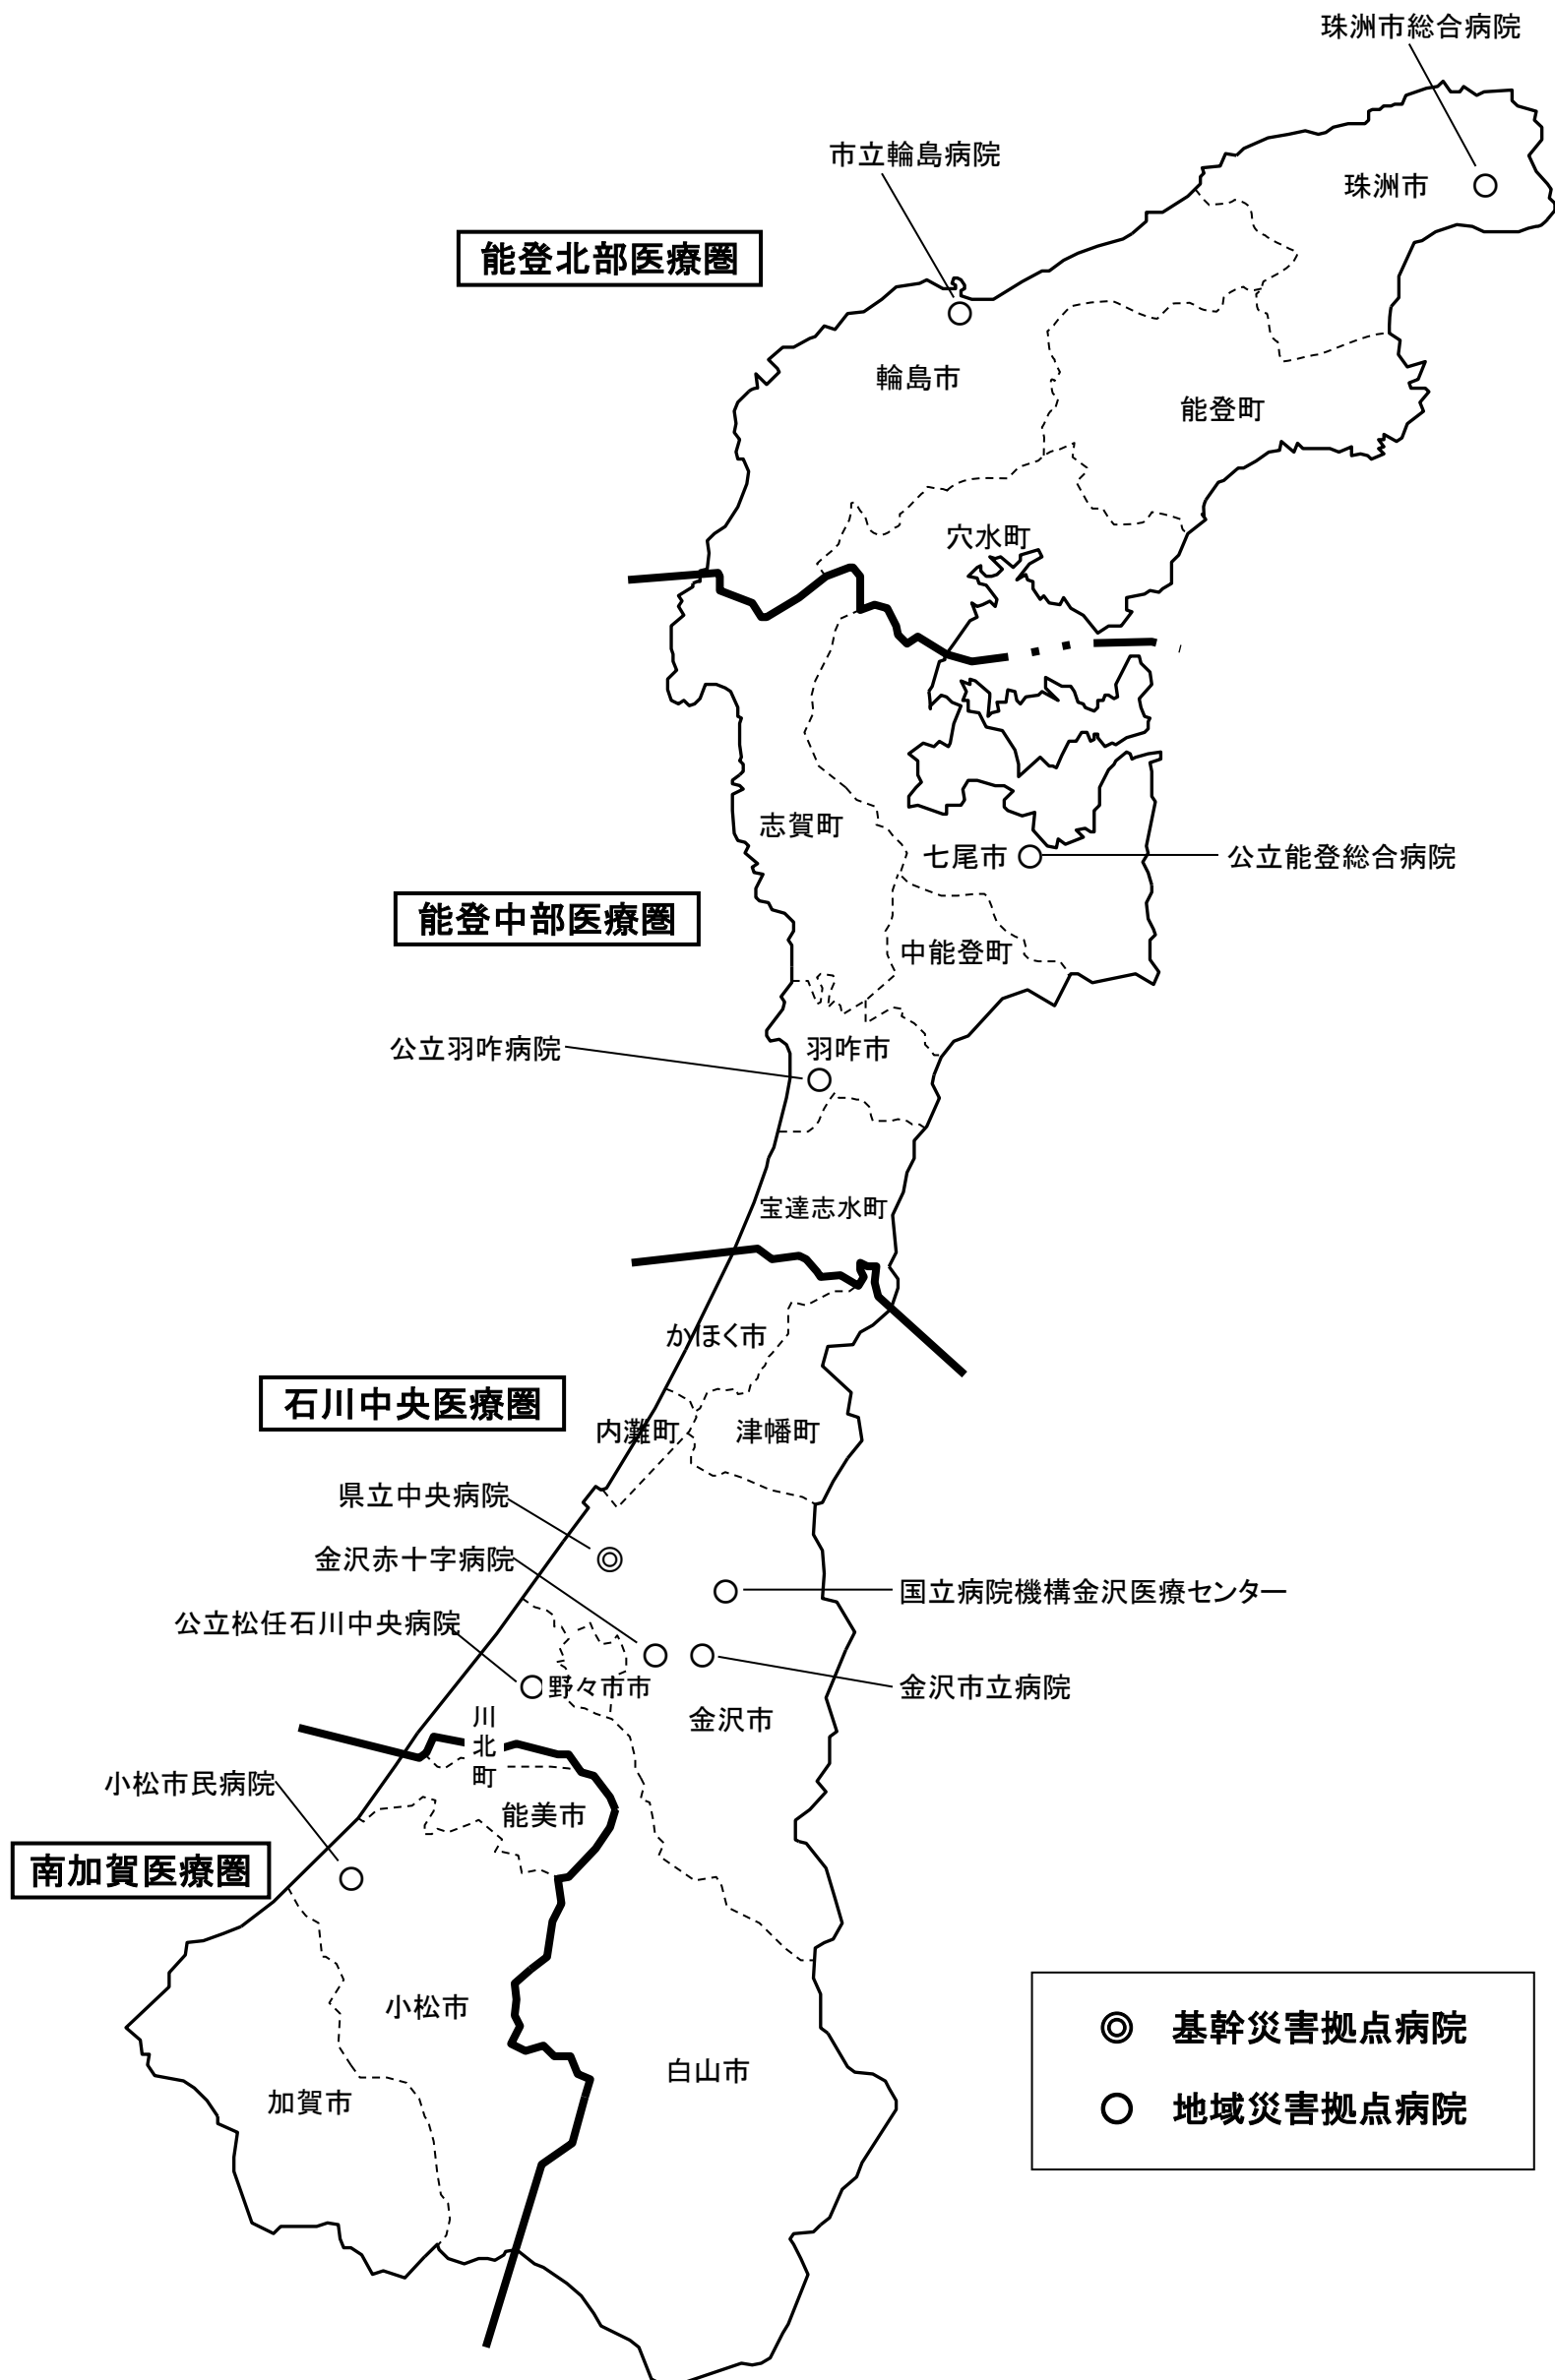 珠洲市総合病院
市立輪島病院
珠洲市
能登北部医療圏
輪島市
能登町
穴水町
志賀町
七尾市
公立能登総合病院
能登中部医療圏
中能登町
公立羽咋病院
羽咋市
宝達志水町
かほく市
石川中央医療圏
内灘町
津幡町
県立中央病院
金沢赤十字病院
国立病院機構金沢医療センター
公立松任石川中央病院
野々市市
金沢市立病院
金沢市
川
北
町
小松市民病院
能美市
南加賀医療圏
小松市
基幹災害拠点病院
白山市
加賀市
地域災害拠点病院